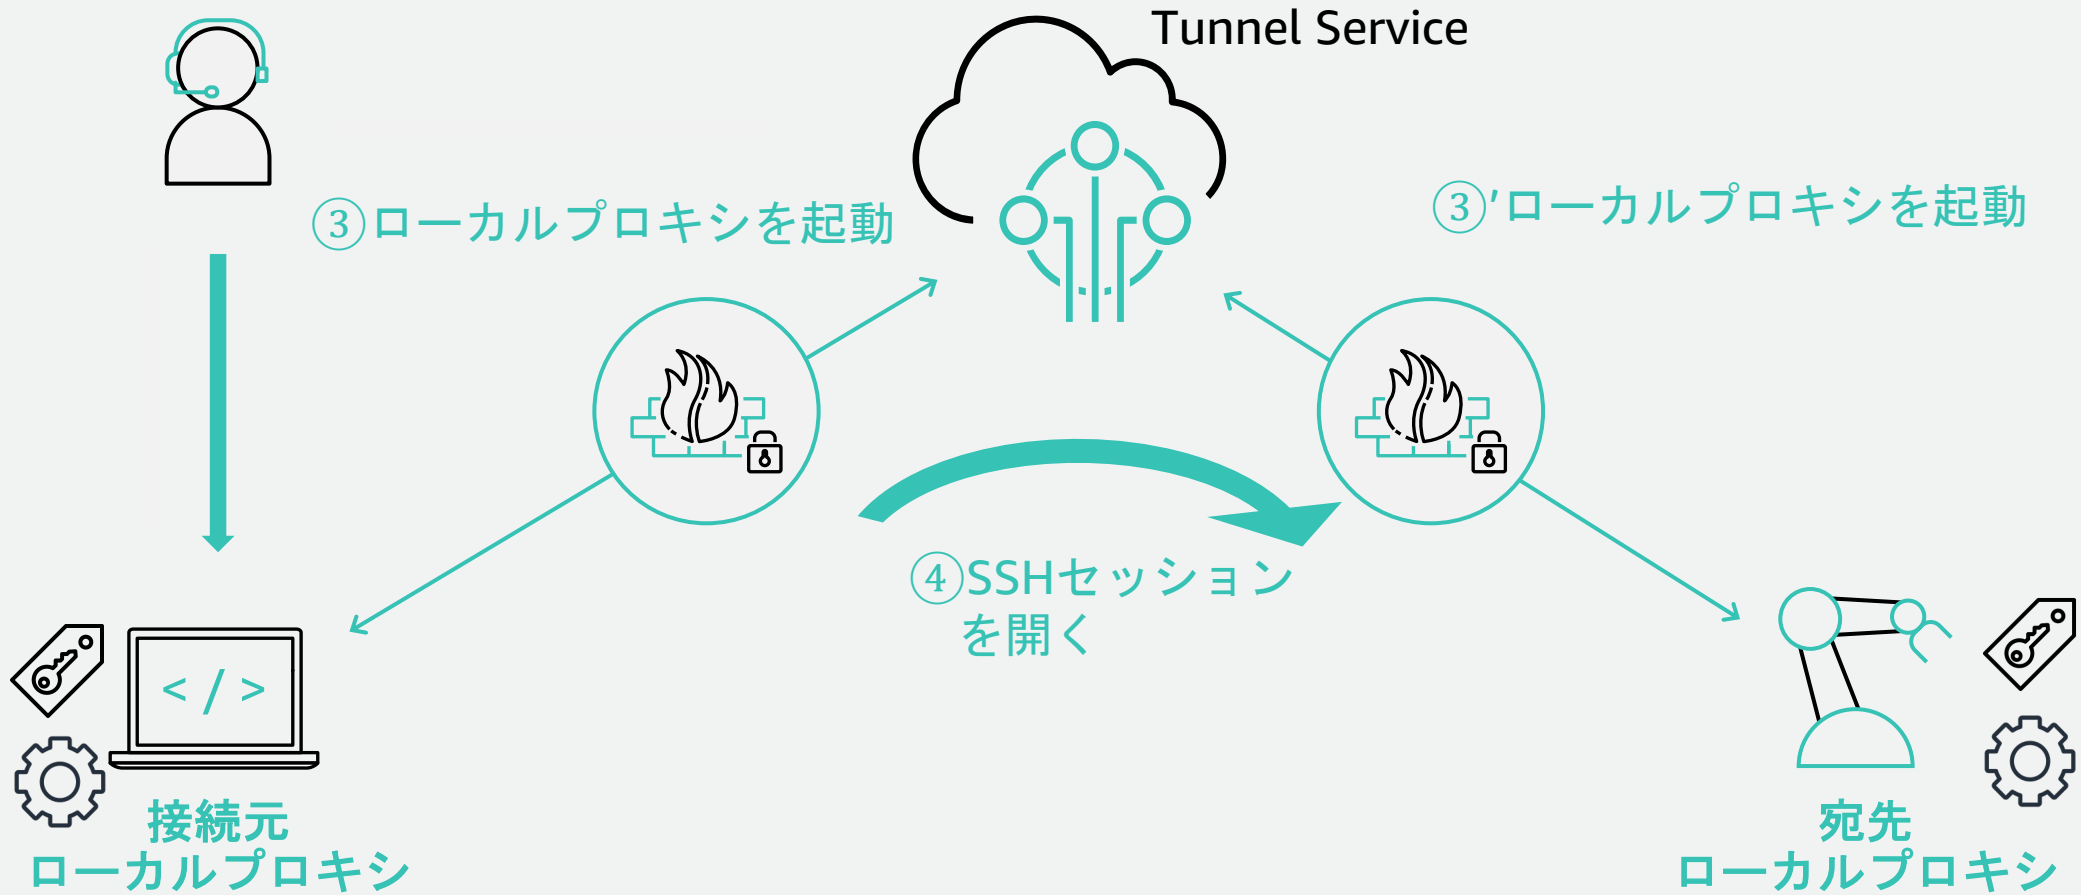 Tunnel Service
③ローカルプロキシを起動
③'ローカルプロキシを起動
④SSHセッション
を開く
< / >
接続元
ローカルプロキシ
宛先
ローカルプロキシ